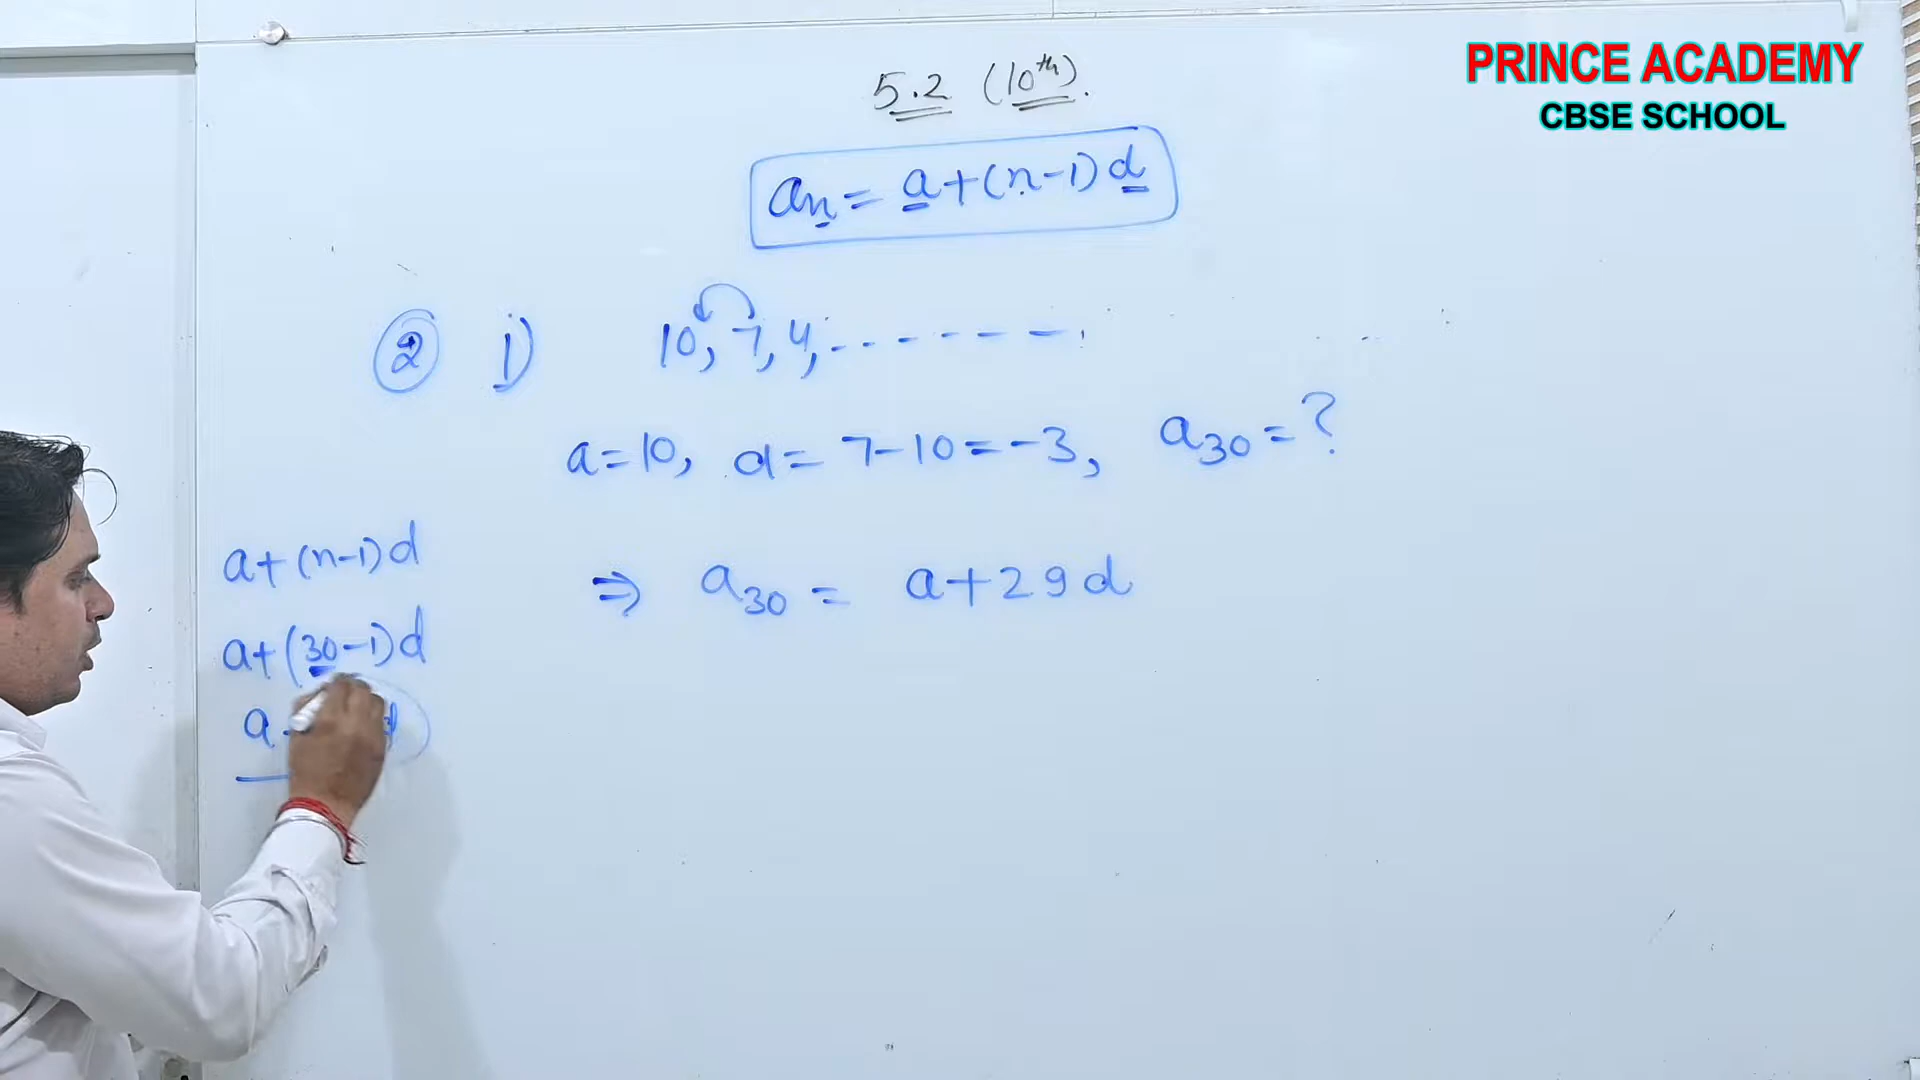 PRINCE ACADEMY
CBSE SCHOOL
5.2 (10th).
an = a+(n-1)d
2 i) 10, 7, 4, - - - - - - -
a=10, d= 7-10=-3, a30=?
a+(n-1)d
⇒ a30 = a+29d
a+(30-1)d
a
d